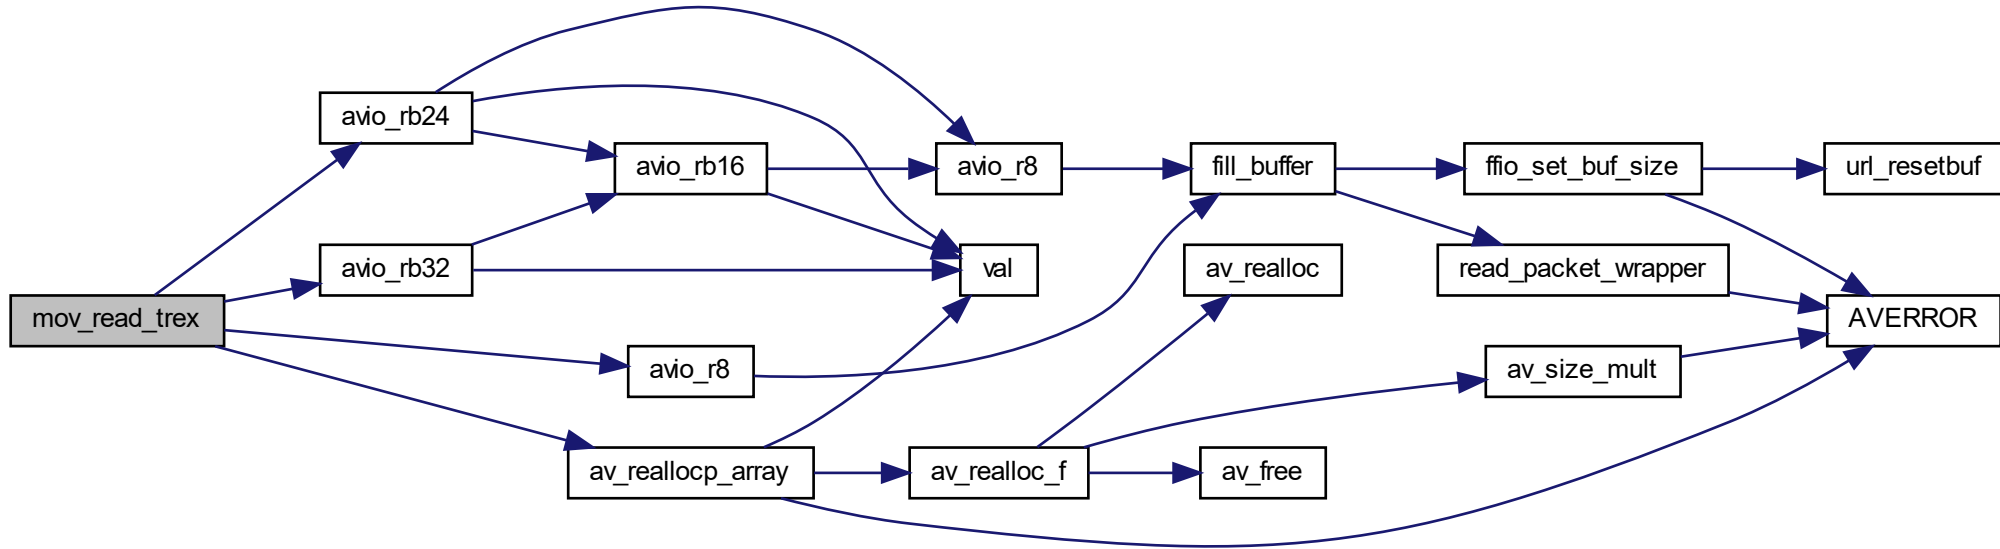 mov_read_trex
avio_rb24
avio_rb32
avio_r8
av_reallocp_array
avio_rb16
avio_r8
val
av_realloc_f
fill_buffer
av_realloc
av_free
ffio_set_buf_size
read_packet_wrapper
av_size_mult
url_resetbuf
AVERROR